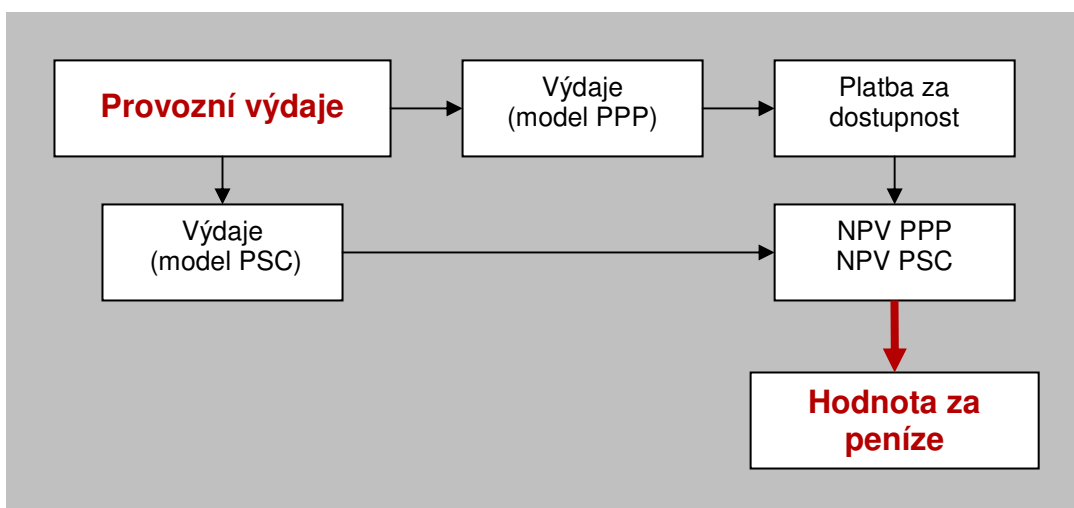 Provozní výdaje
Výdaje
(model PPP)
Platba za
dostupnost
Výdaje
(model PSC)
NPV PPP
NPV PSC
Hodnota za
peníze